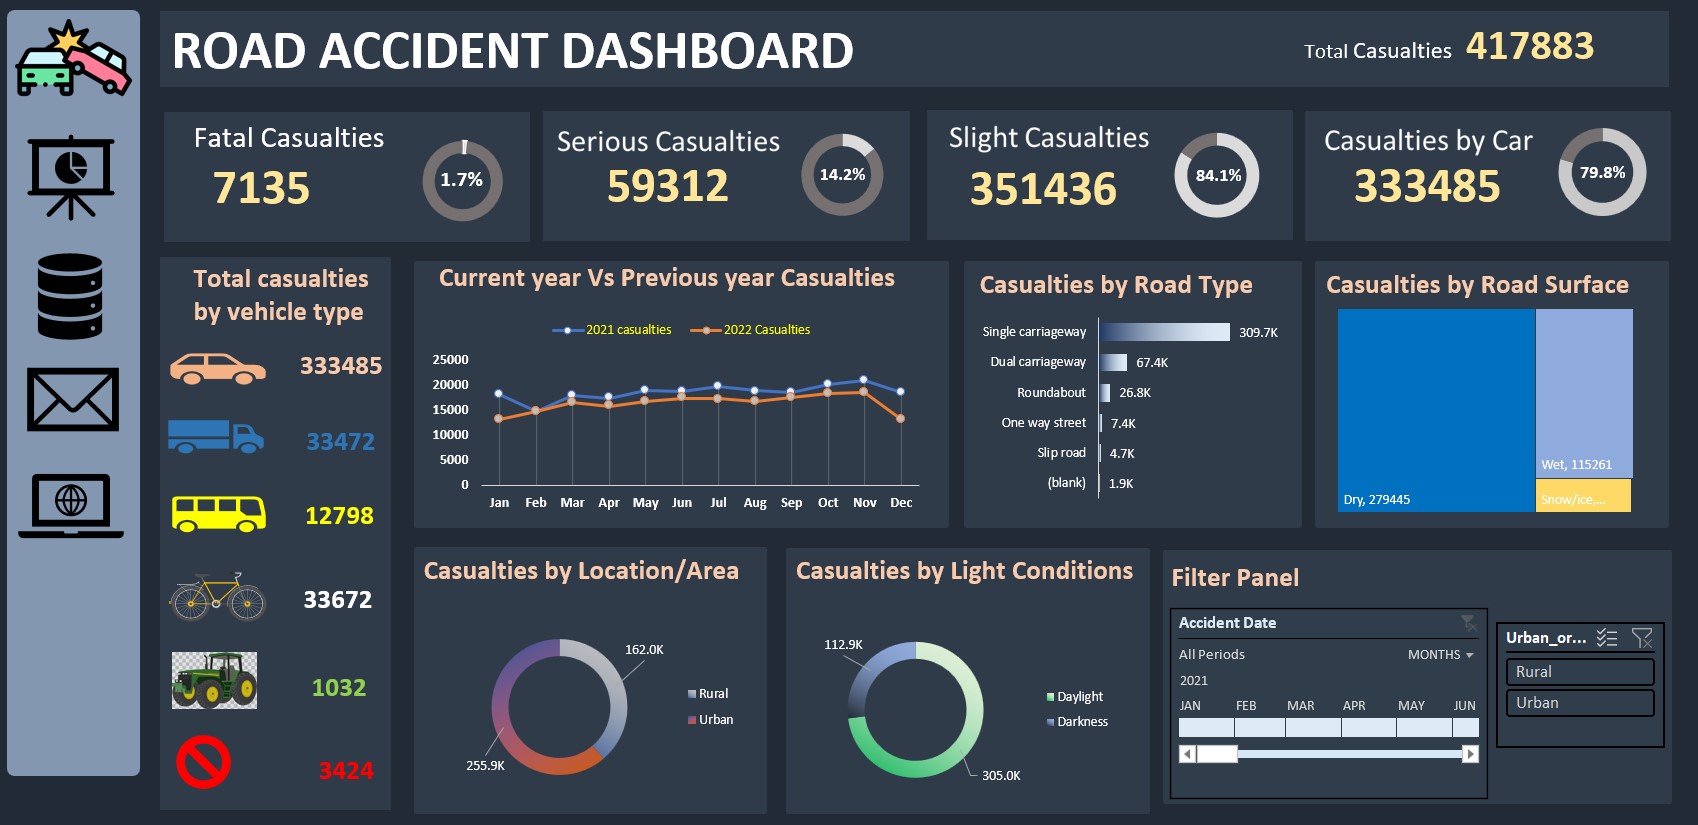 ROAD ACCIDENT DASHBOARD
Total Casualties 417883
Fatal Casualties
7135
1.7%
Serious Casualties
59312
14.2%
Slight Casualties
351436
84.1%
Casualties by Car
333485
79.8%
Total casualties
by vehicle type
333485
33472
12798
33672
1032
3424
Current year Vs Previous year Casualties
2021 casualties
2022 Casualties
25000
20000
15000
10000
5000
0
Jan Feb Mar Apr May Jun Jul Aug Sep Oct Nov Dec
Casualties by Road Type
Single carriageway 309.7K
Dual carriageway 67.4K
Roundabout 26.8K
One way street 7.4K
Slip road 4.7K
(blank) 1.9K
Casualties by Road Surface
Dry, 279445
Wet, 115261
Snow/ice,...
Casualties by Location/Area
162.0K
255.9K
Rural
Urban
Casualties by Light Conditions
112.9K
305.0K
Daylight
Darkness
Filter Panel
Accident Date
All Periods MONTHS
2021
JAN FEB MAR APR MAY JUN
Urban_or...
Rural
Urban